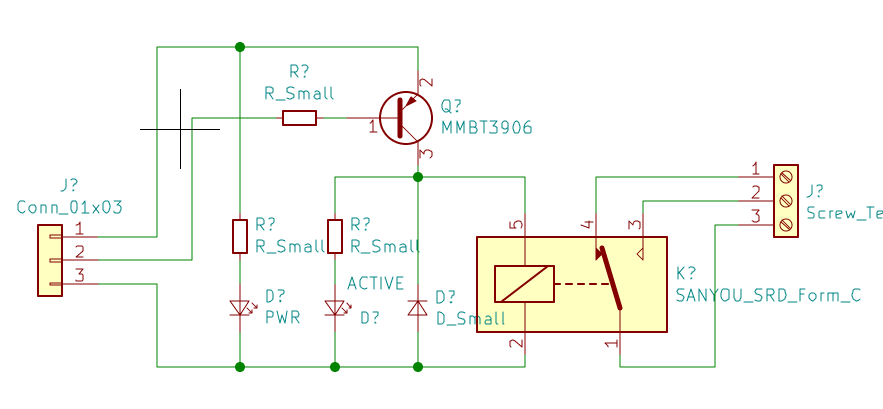 R?
R_Small
2
Q?
MMBT3906
1
3
J?
Conn_01x03
1
2
3
R?
R_Small
R?
R_Small
D?
PWR
ACTIVE
D?
D?
D_Small
5
4
3
K?
SANYOU_SRD_Form_C
2
1
1
2
3
J?
Screw_Te